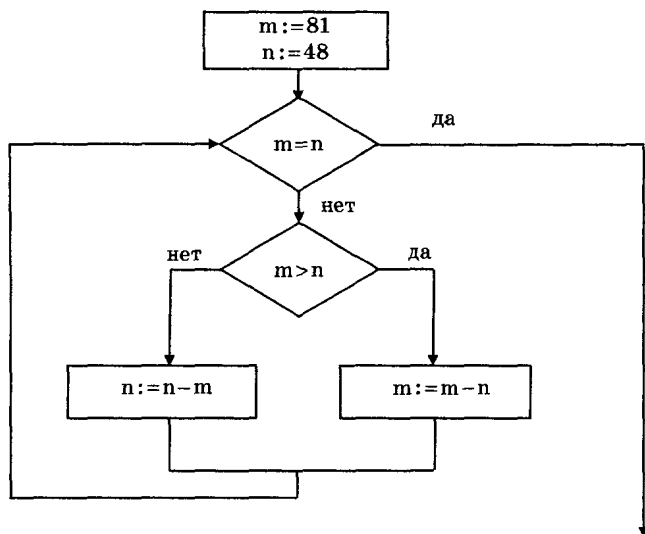 m:=81
n:=48
m=n
да
нет
m>n
нет
да
n:=n-m
m:=m-n